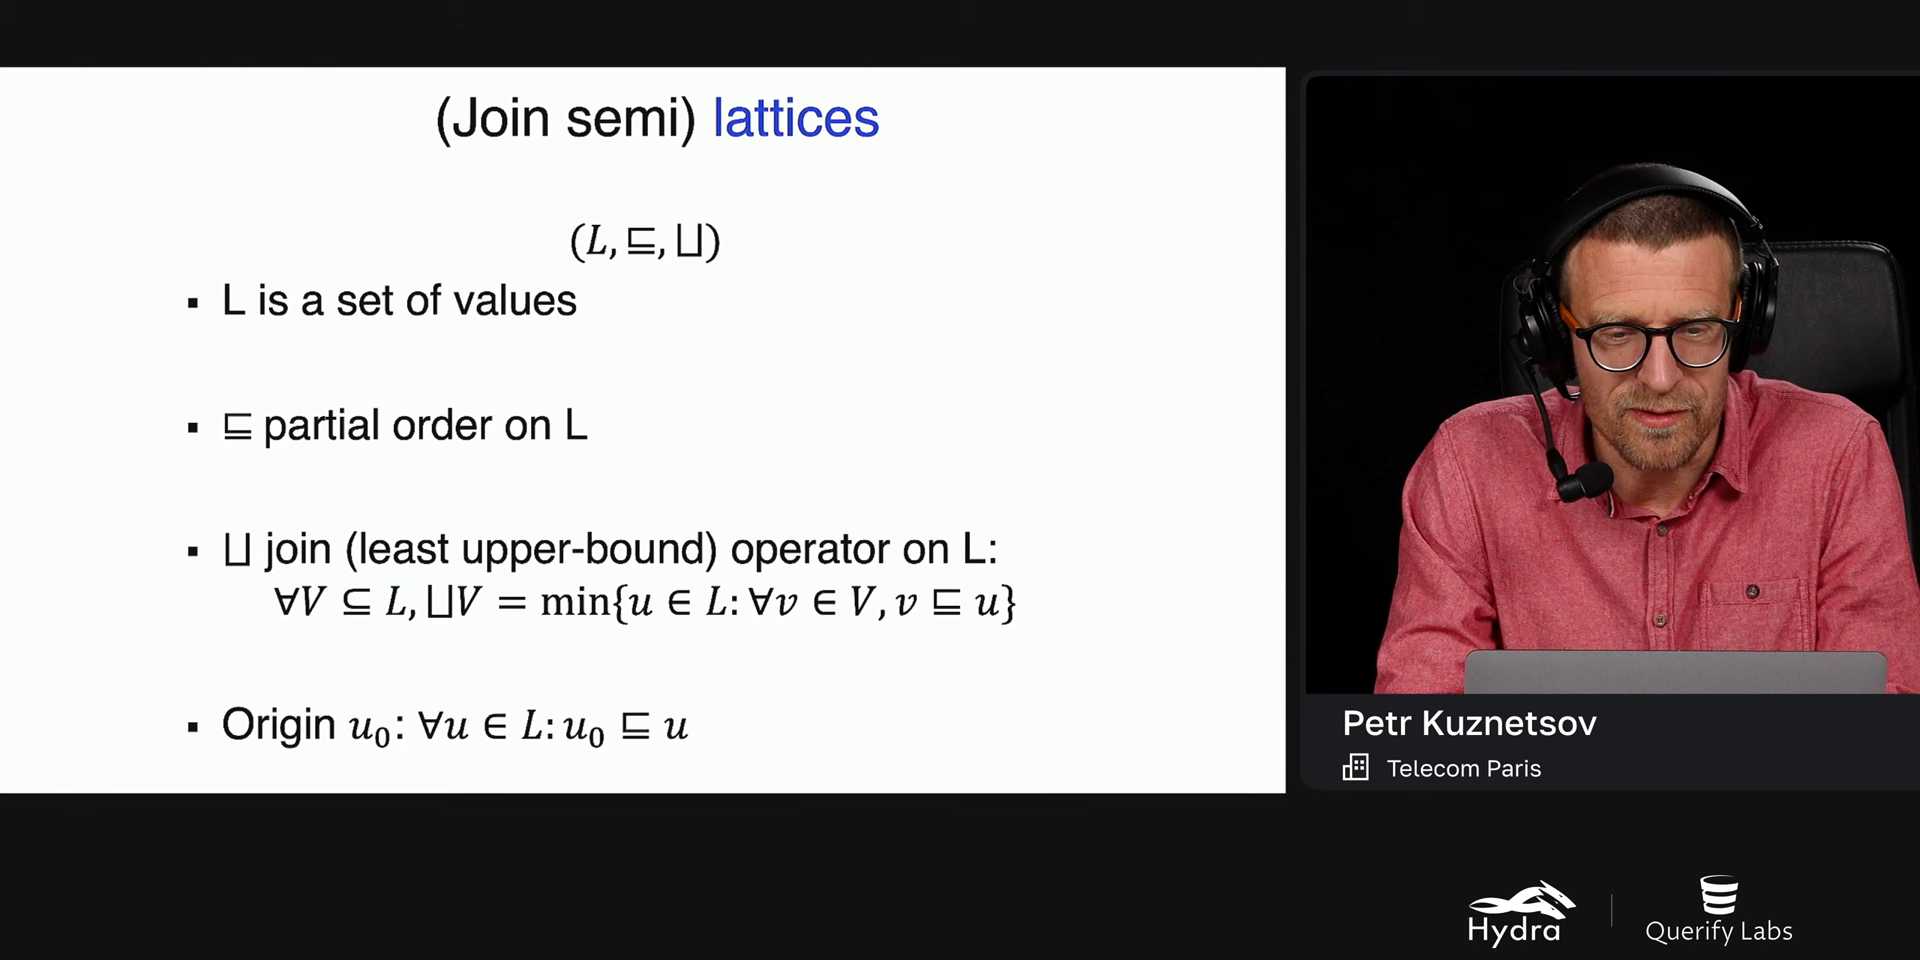 (Join semi) lattices
(L, ⊑, ⨆)
▪ L is a set of values
▪ ⊑ partial order on L
▪ ⨆ join (least upper-bound) operator on L:
∀V ⊆ L, ⨆V = min{u ∈ L: ∀v ∈ V, v ⊑ u}
▪ Origin u₀: ∀u ∈ L: u₀ ⊑ u
Petr Kuznetsov
Telecom Paris
Hydra
Querify Labs